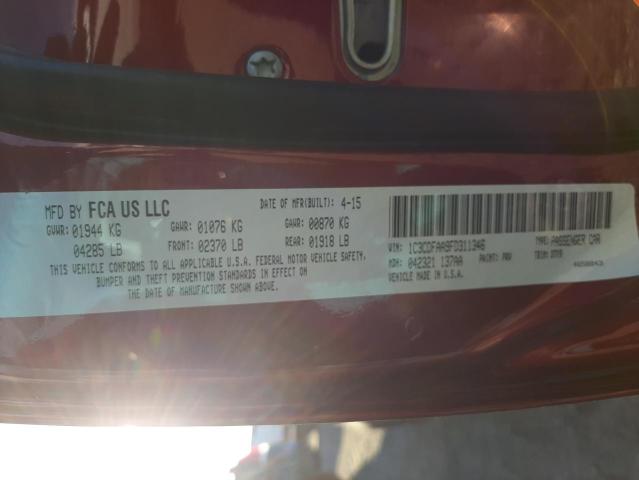 MFD BY FCA US LLC
DATE OF MFR(BUILT): 4-15
GVWR: 01944 KG GAWR: 01076 KG GAWR: 00870 KG
04285 LB FRONT: 02370 LB REAR: 01918 LB
THIS VEHICLE CONFORMS TO ALL APPLICABLE U.S.A. FEDERAL MOTOR VEHICLE SAFETY,
BUMPER AND THEFT PREVENTION STANDARDS IN EFFECT ON
THE DATE OF MANUFACTURE SHOWN ABOVE.
VIN: 1C3CDFAA9FD311346 TYPE: PASSENGER CAR
MDH: 042321 137AA PAINT: TRIM:
VEHICLE MADE IN U.S.A.